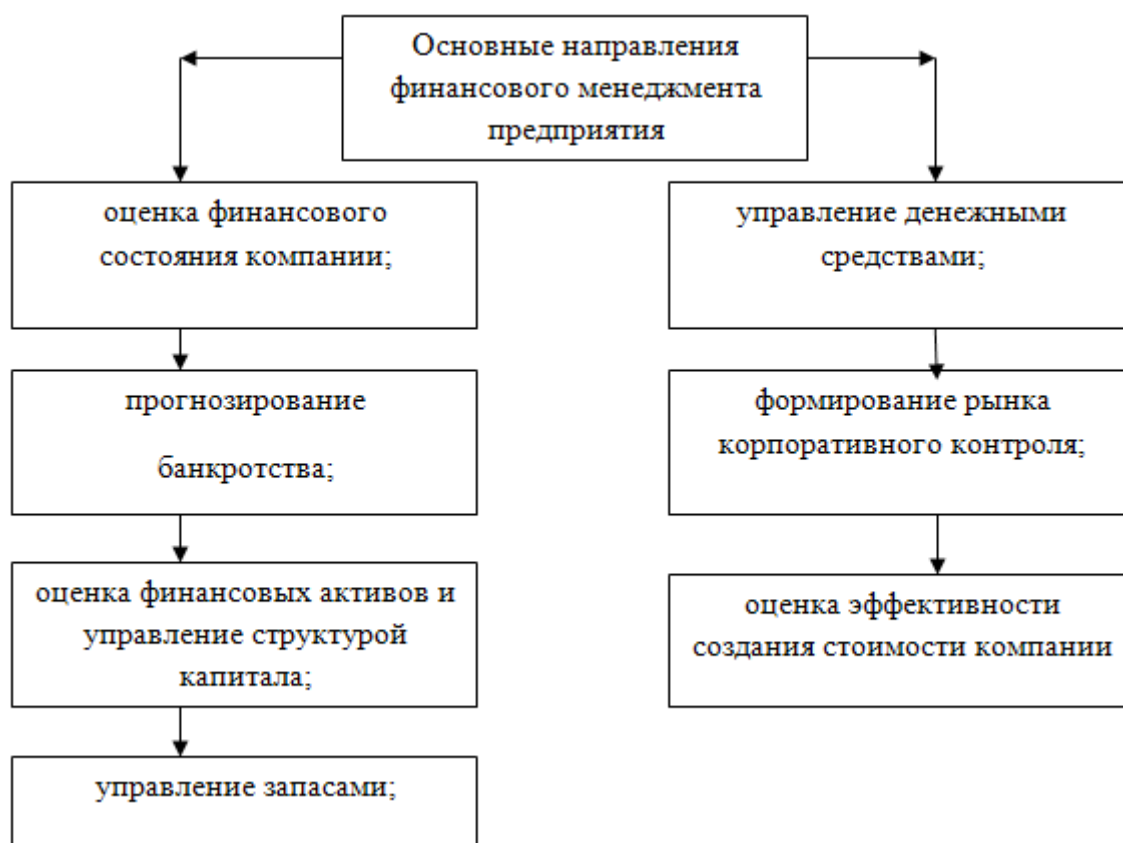 Основные направления
финансового менеджмента
предприятия
оценка финансового
состояния компании;
прогнозирование
банкротства;
оценка финансовых активов и
управление структурой
капитала;
управление запасами;
управление денежными
средствами;
формирование рынка
корпоративного контроля;
оценка эффективности
создания стоимости компании